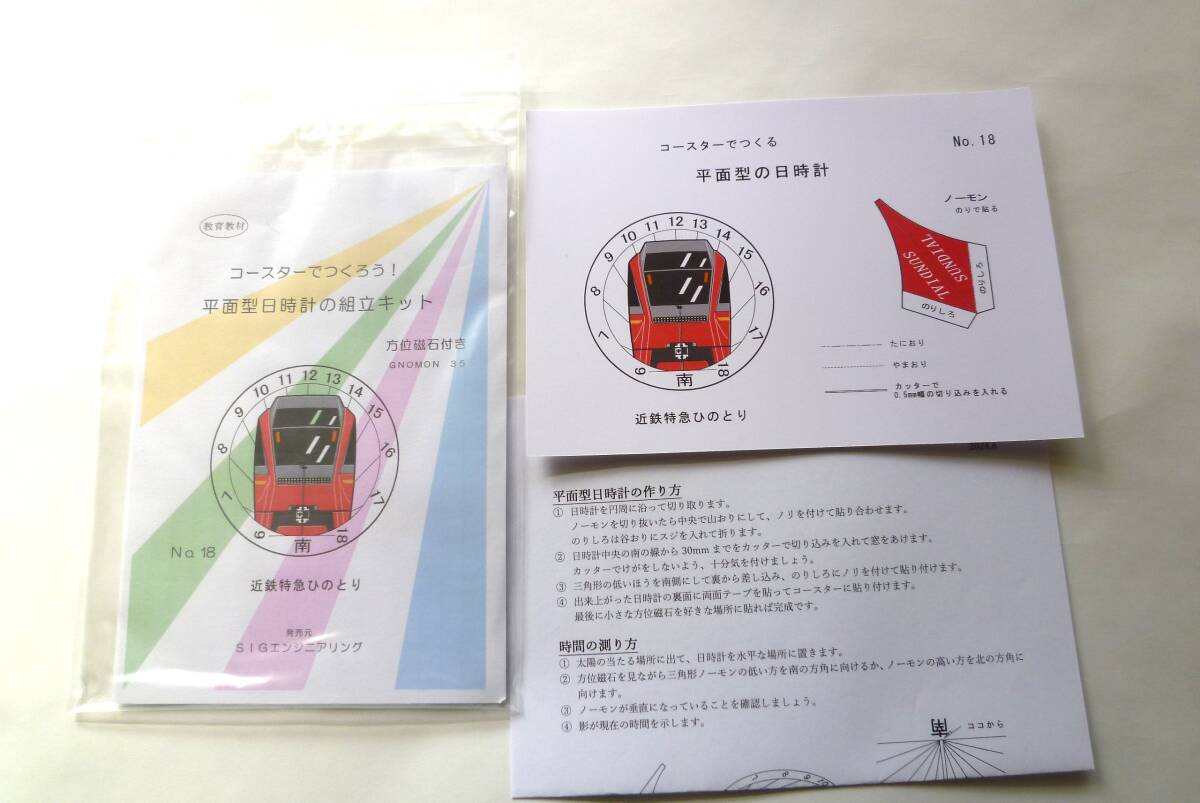 教育教材
コースターでつくろう!
平面型日時計の組立キット
方位磁石付き
GNOMON 35
6 7 8 9 10 11 12 13 14 15 16 17 18
南
No.18
近鉄特急ひのとり
発売元
SIGエンジニアリング
コースターでつくる
No.18
平面型の日時計
6 7 8 9 10 11 12 13 14 15 16 17 18
南
近鉄特急ひのとり
ノーモン
のりで貼る
SUNDIAL
SUNDIAL
のりしろ
のりしろ
たにおり
やまおり
カッターで
0.5mm幅の切り込みを入れる
平面型日時計の作り方
① 日時計を円周に沿って切り取ります。
ノーモンを切り抜いたら中央で山おりにして、ノリを付けて貼り合わせます。
のりしろは谷おりにスジを入れて折ります。
② 日時計中央の南の線から30mmまでをカッターで切り込みを入れて窓をあけます。
カッターでけがをしないよう、十分気を付けましょう。
③ 三角形の低いほうを南側にして裏から差し込み、のりしろにノリを付けて貼り付けます。
④ 出来上がった日時計の裏面に両面テープを貼ってコースターに貼り付けます。
最後に小さな方位磁石を好きな場所に貼れば完成です。
時間の測り方
① 太陽の当たる場所に出て、日時計を水平な場所に置きます。
② 方位磁石を見ながら三角形ノーモンの低い方を南の方角に向けるか、ノーモンの高い方を北の方角に
向けます。
③ ノーモンが垂直になっていることを確認しましょう。
④ 影が現在の時間を示します。
南
ココから